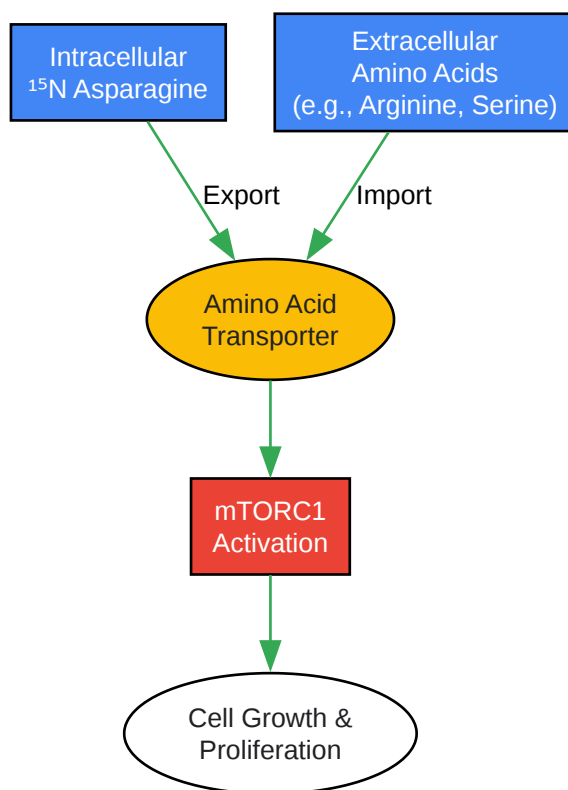 Intracellular
¹⁵N Asparagine
Extracellular
Amino Acids
(e.g., Arginine, Serine)
Export
Import
Amino Acid
Transporter
mTORC1
Activation
Cell Growth &
Proliferation